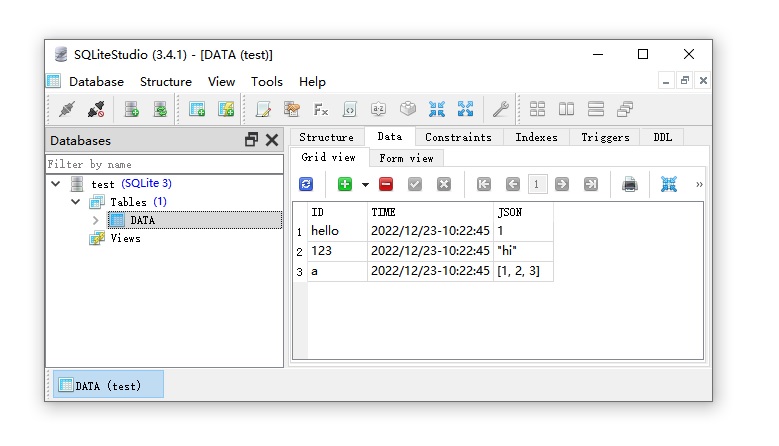 SQLiteStudio (3.4.1) - [DATA (test)]
Database Structure View Tools Help
Databases
Filter by name
test (SQLite 3)
Tables (1)
DATA
Views
Structure Data Constraints Indexes Triggers DDL
Grid view Form view
1
ID TIME JSON
1 hello 2022/12/23-10:22:45 1
2 123 2022/12/23-10:22:45 "hi"
3 a 2022/12/23-10:22:45 [1, 2, 3]
DATA (test)